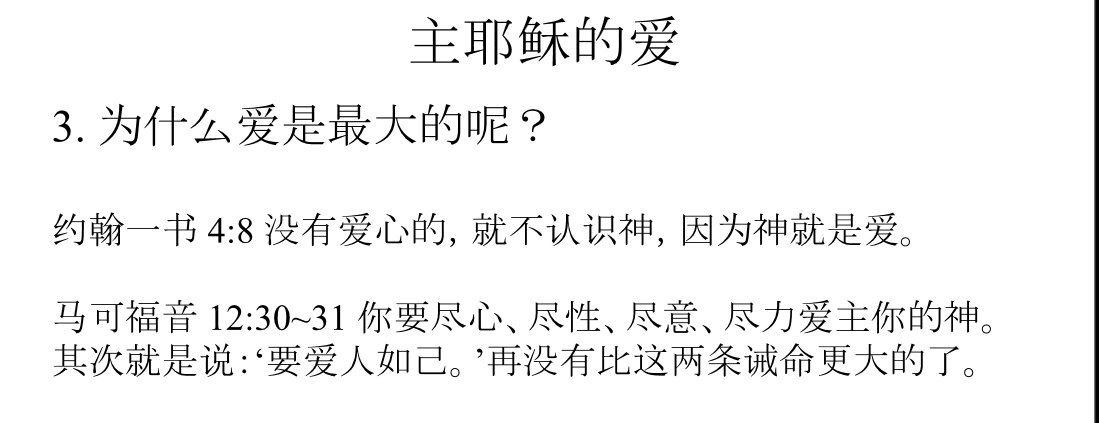 主耶稣的爱
3. 为什么爱是最大的呢？
约翰一书 4:8 没有爱心的, 就不认识神, 因为神就是爱。
马可福音 12:30~31 你要尽心、尽性、尽意、尽力爱主你的神。
其次就是说:‘要爱人如己。’再没有比这两条诫命更大的了。